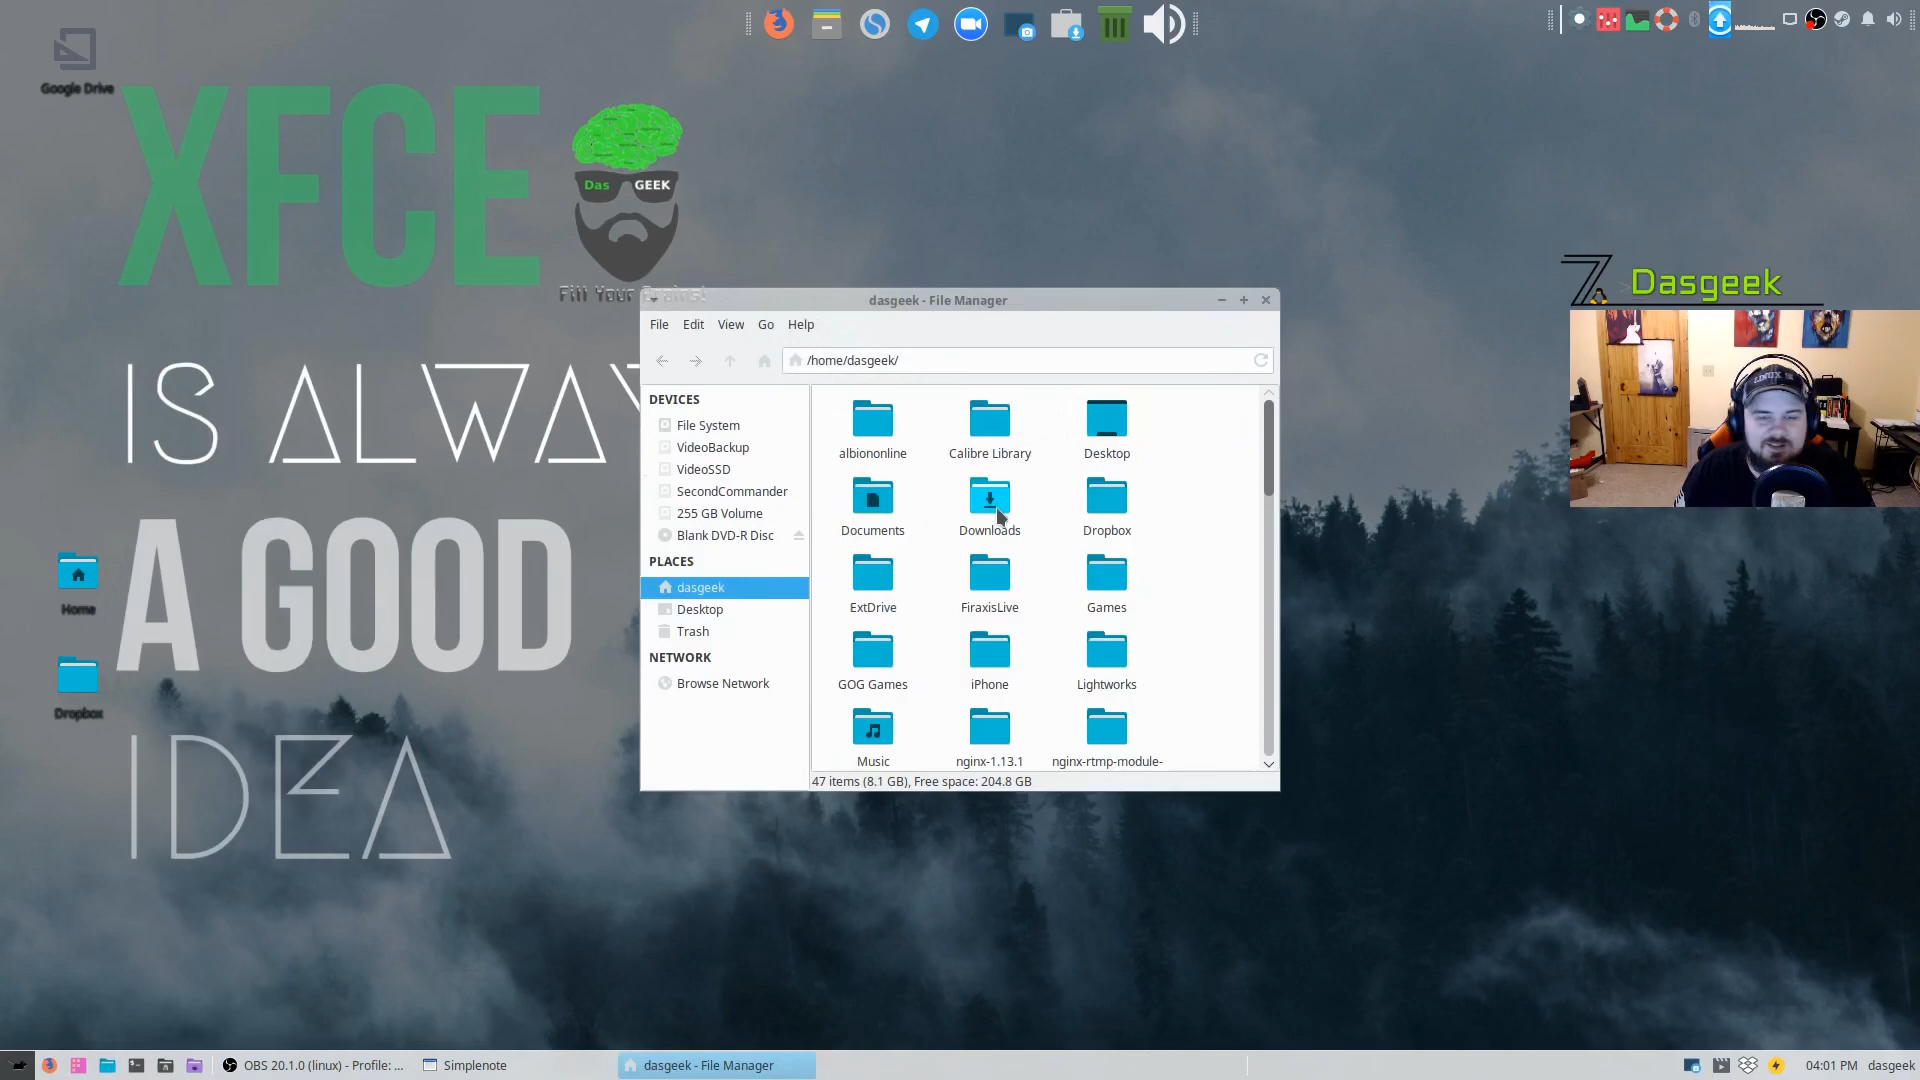 Google Drive
XFCE
Das GEEK
Fill Your
IS ALWA
A GOOD
IDEA
Home
Dropbox
dasgeek - File Manager
File Edit View Go Help
/home/dasgeek/
DEVICES
File System
VideoBackup
VideoSSD
SecondCommander
255 GB Volume
Blank DVD-R Disc
PLACES
dasgeek
Desktop
Trash
NETWORK
Browse Network
albiononline Calibre Library Desktop
Documents Downloads Dropbox
ExtDrive FiraxisLive Games
GOG Games iPhone Lightworks
Music nginx-1.13.1 nginx-rtmp-module-
47 items (8.1 GB), Free space: 204.8 GB
Dasgeek
LINUX
OBS 20.1.0 (linux) - Profile: ...
Simplenote
dasgeek - File Manager
04:01 PM dasgeek